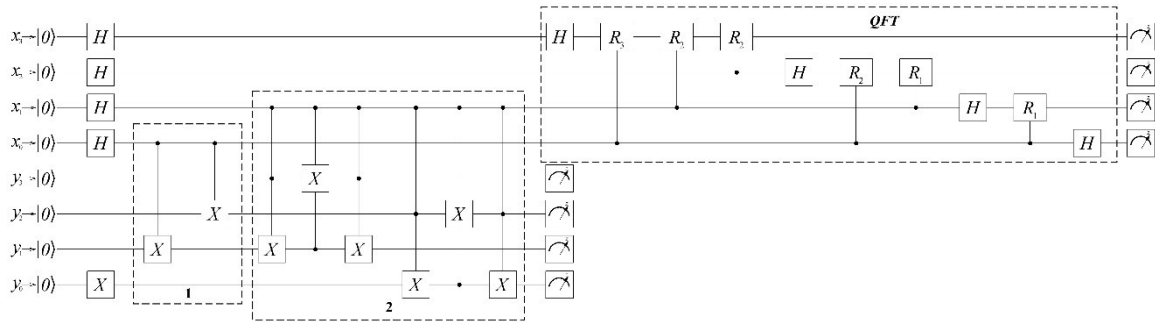 QFT
x₃→|0⟩ H H R₃ R₂ R₂
x₂→|0⟩ H H R₂ R₁
x₁→|0⟩ H H R₁
x₀→|0⟩ H H
y₃→|0⟩ X
y₂→|0⟩ X X
y₁→|0⟩ X X X
y₀→|0⟩ X X X
1
2